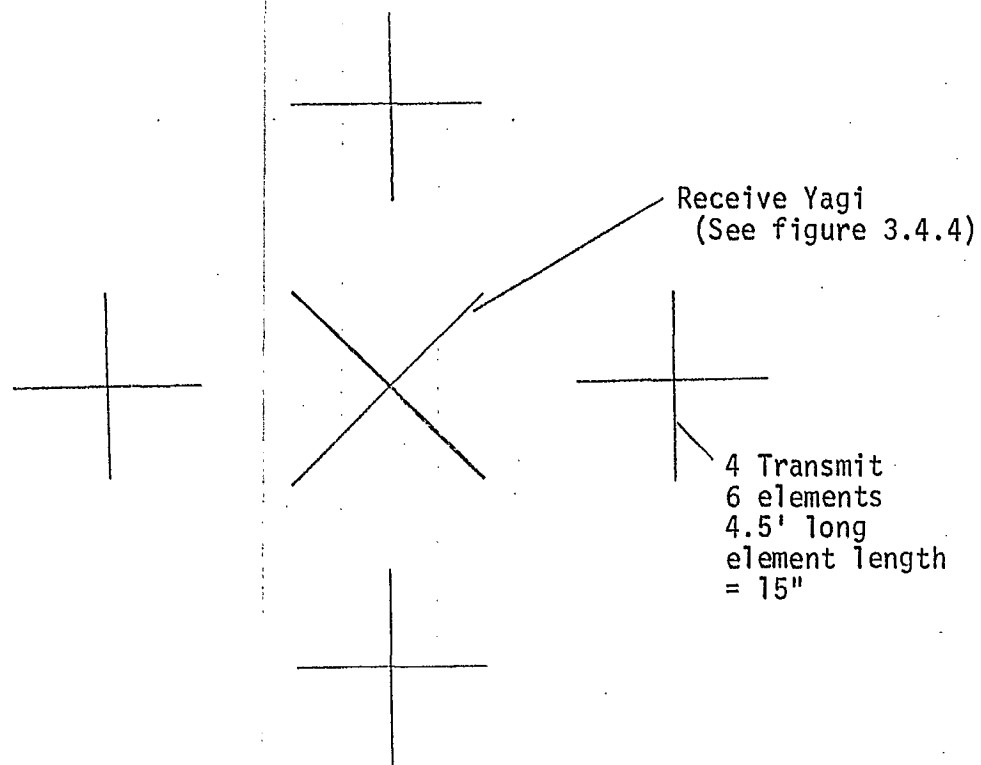 Receive Yagi
(See figure 3.4.4)
4 Transmit
6 elements
4.5' long
element length
= 15"